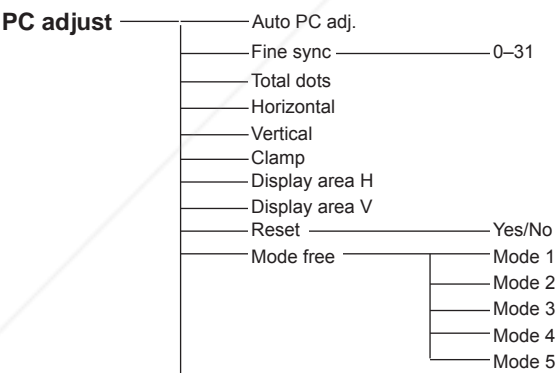 PC adjust Auto PC adj.
Fine sync 0–31
Total dots
Horizontal
Vertical
Clamp
Display area H
Display area V
Reset Yes/No
Mode free Mode 1
Mode 2
Mode 3
Mode 4
Mode 5